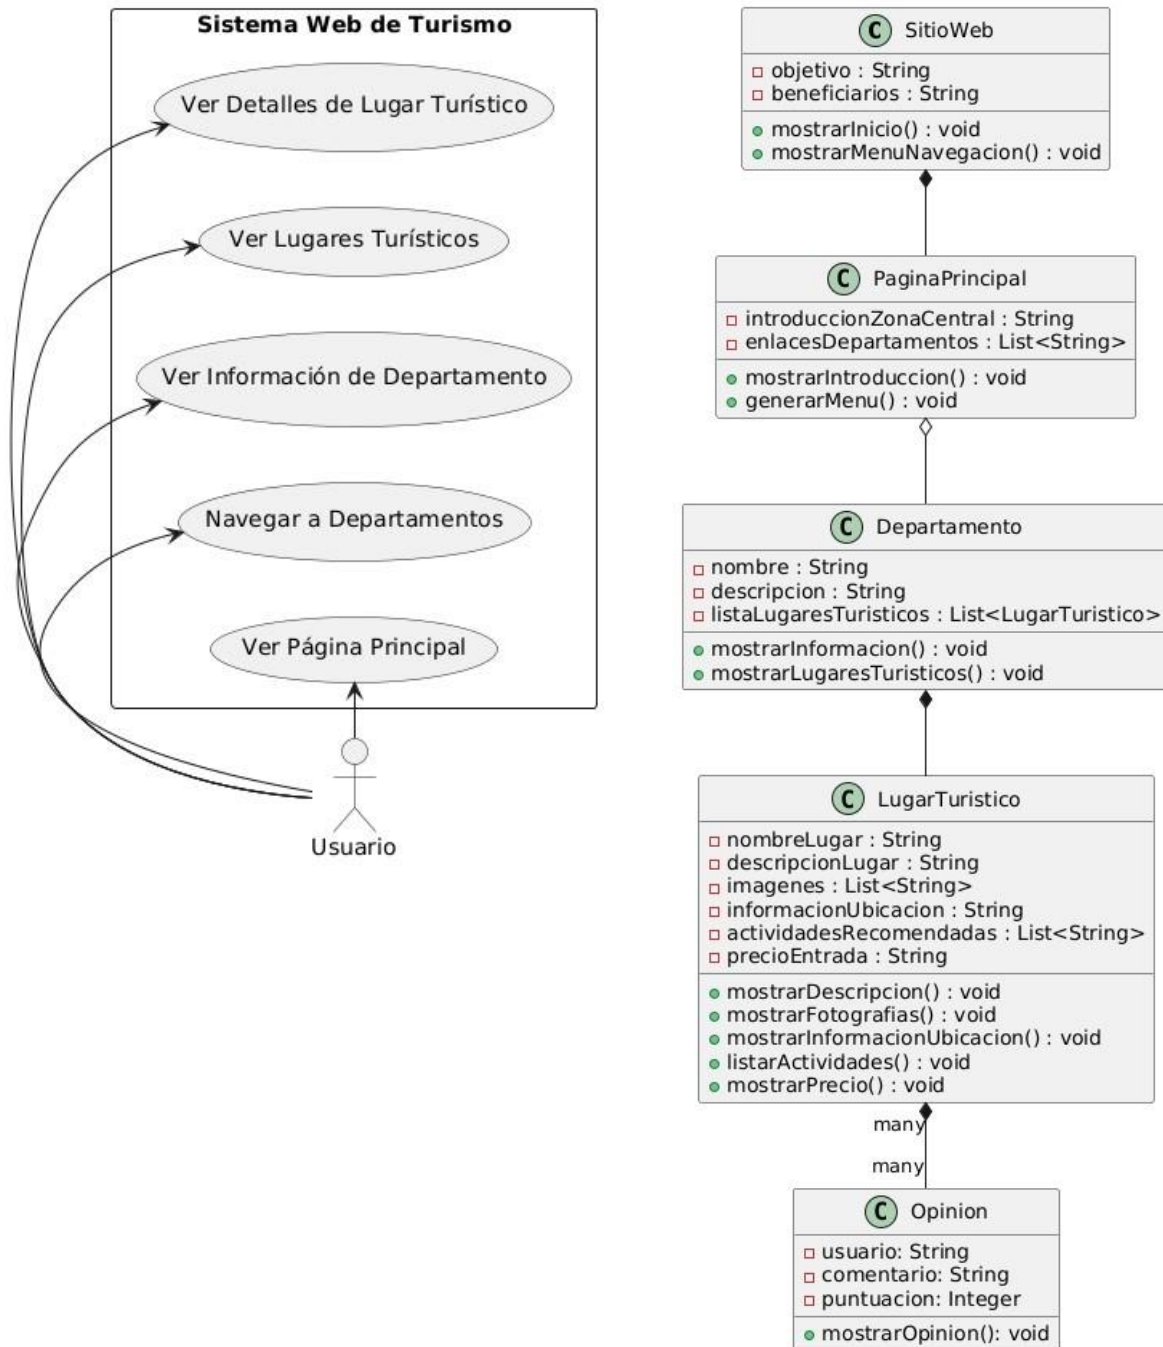 Sistema Web de Turismo
Ver Detalles de Lugar Turístico
Ver Lugares Turísticos
Ver Información de Departamento
Navegar a Departamentos
Ver Página Principal
Usuario
C SitioWeb
objetivo : String
beneficiarios : String
mostrarInicio() : void
mostrarMenuNavegacion() : void
C PaginaPrincipal
introduccionZonaCentral : String
enlacesDepartamentos : List<String>
mostrarIntroduccion() : void
generarMenu() : void
C Departamento
nombre : String
descripcion : String
listaLugaresTuristicos : List<LugarTuristico>
mostrarInformacion() : void
mostrarLugaresTuristicos() : void
C LugarTuristico
nombreLugar : String
descripcionLugar : String
imagenes : List<String>
informacionUbicacion : String
actividadesRecomendadas : List<String>
precioEntrada : String
mostrarDescripcion() : void
mostrarFotografias() : void
mostrarInformacionUbicacion() : void
listarActividades() : void
mostrarPrecio() : void
many
many
C Opinion
usuario: String
comentario: String
puntuacion: Integer
mostrarOpinion(): void